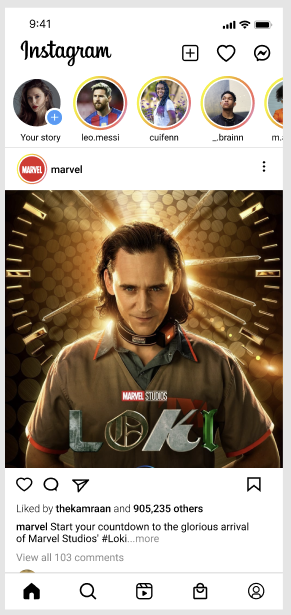 9:41
Instagram
Your story
leo.messi
cuifenn
_.brainn
m.
MARVEL
marvel
MARVEL STUDIOS
LOKI
Liked by thekamraan and 905,235 others
marvel Start your countdown to the glorious arrival
of Marvel Studios' #Loki...more
View all 103 comments